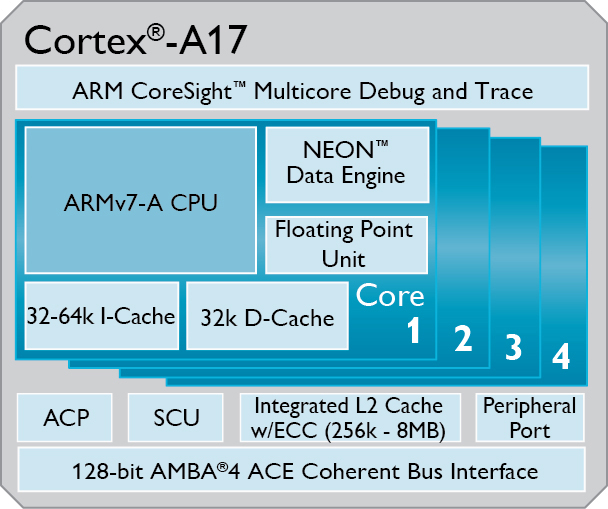 Cortex®-A17
ARM CoreSight™ Multicore Debug and Trace
ARMv7-A CPU
NEON™
Data Engine
Floating Point
Unit
32-64k I-Cache
32k D-Cache
Core
1
2
3
4
ACP
SCU
Integrated L2 Cache
w/ECC (256k - 8MB)
Peripheral
Port
128-bit AMBA®4 ACE Coherent Bus Interface